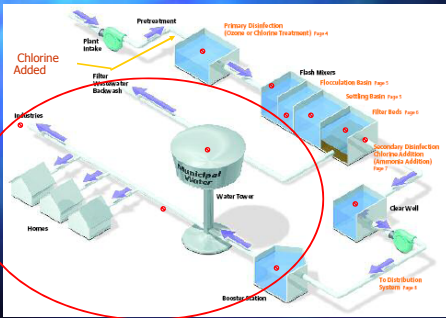 Plant
Intake
Pretreatment
Primary Disinfection
(Ozone or Chlorine Treatment) Page 4
Chlorine
Added
Flash Mixers
Flocculation Basin Page 5
Settling Basin Page 5
Filter Beds Page 6
Filter
Wastewater
Backwash
Secondary Disinfection
Chlorine Addition
(Ammonia Addition)
Page 7
Industries
Municipal
Water
Water Tower
Homes
Clear Well
To Distribution
System Page 8
Booster Station